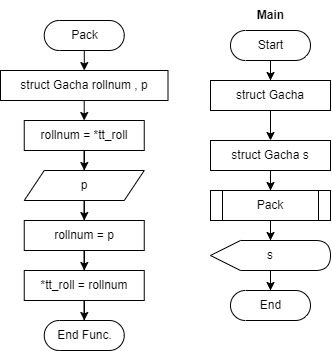 Pack
struct Gacha rollnum , p
rollnum = *tt_roll
p
rollnum = p
*tt_roll = rollnum
End Func.
Main
Start
struct Gacha
struct Gacha s
Pack
s
End